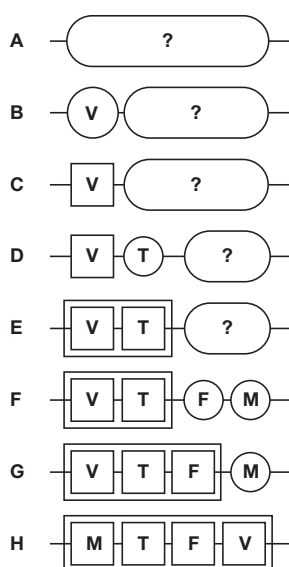 A ?
B V ?
C V ?
D V T ?
E V T ?
F V T F M
G V T F M
H M T F V